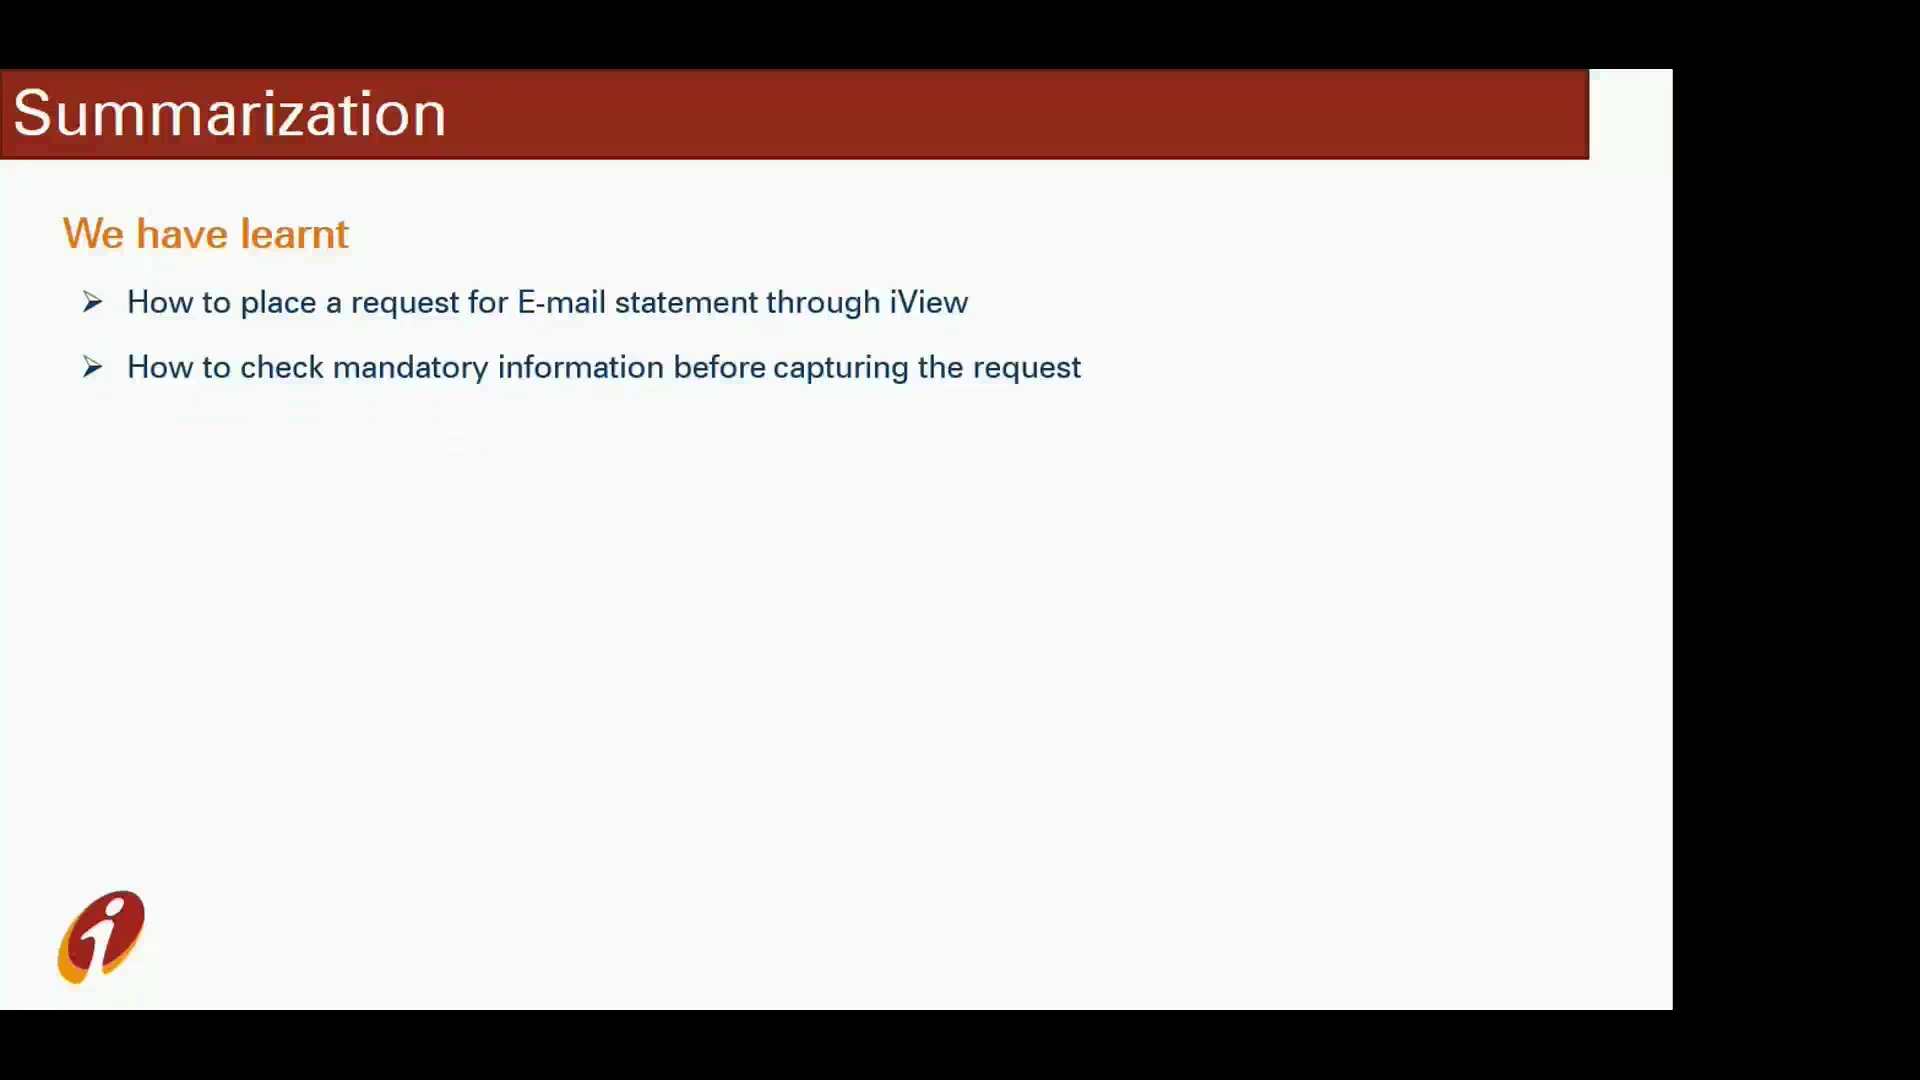 Summarization
We have learnt
How to place a request for E-mail statement through iView
How to check mandatory information before capturing the request